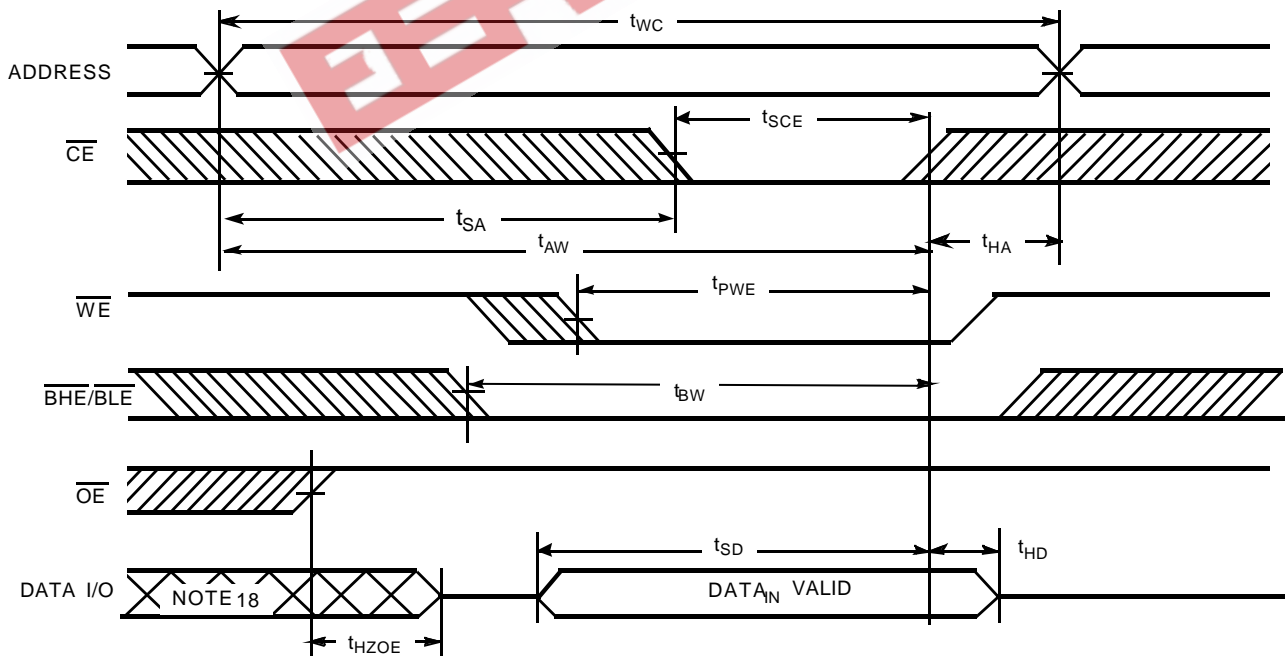 tWC
ADDRESS
tSCE
CE
tSA
tAW
tHA
tPWE
WE
BHE/BLE
tBW
OE
tSD
tHD
DATA I/O
NOTE 18
DATAIN VALID
tHZOE